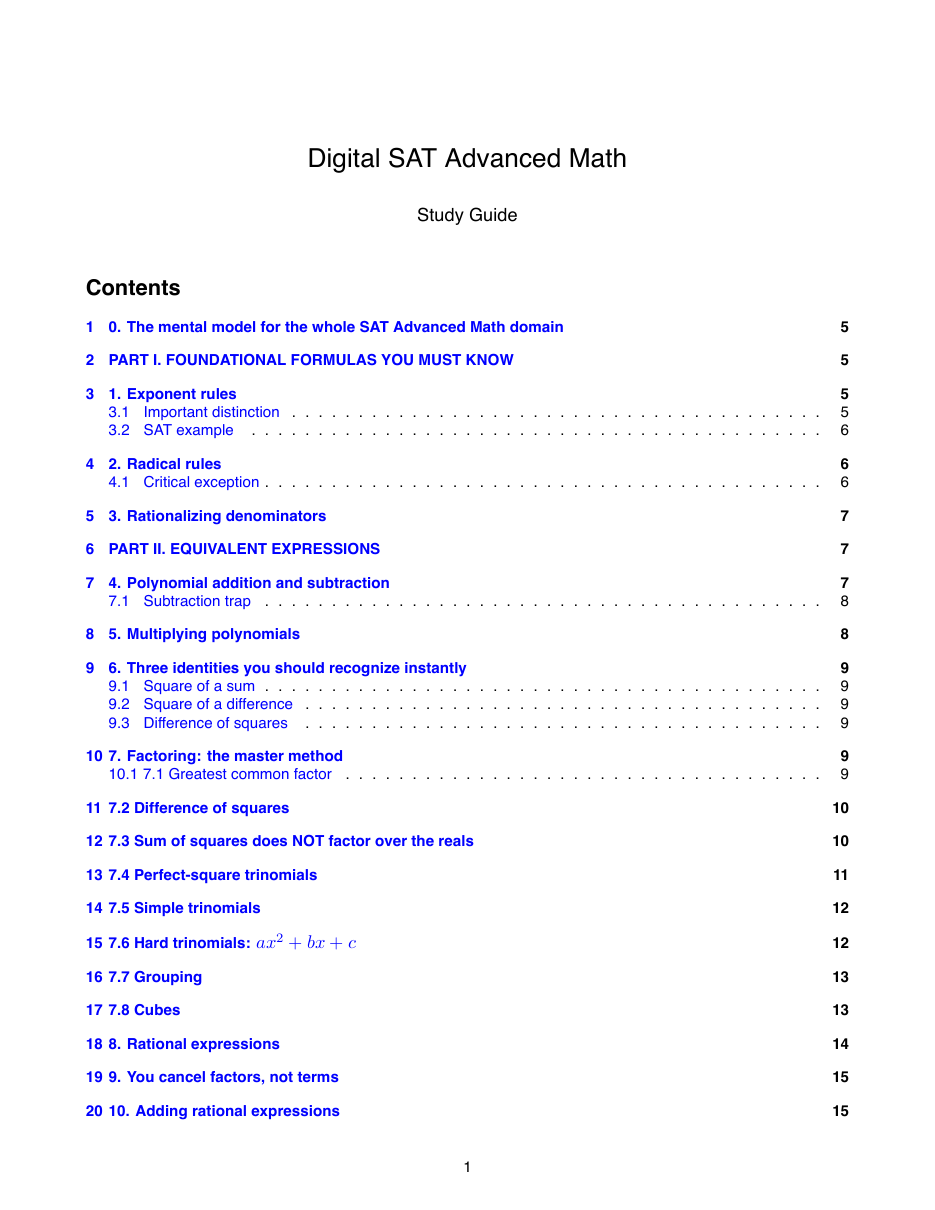 Digital SAT Advanced Math
Study Guide
Contents
1 0. The mental model for the whole SAT Advanced Math domain 5
2 PART I. FOUNDATIONAL FORMULAS YOU MUST KNOW 5
3 1. Exponent rules 5
3.1 Important distinction . . . . . . . . . . . . . . . . . . . . . . . . . . . . . . . . . . . . . . . . 5
3.2 SAT example . . . . . . . . . . . . . . . . . . . . . . . . . . . . . . . . . . . . . . . . . . . 6
4 2. Radical rules 6
4.1 Critical exception . . . . . . . . . . . . . . . . . . . . . . . . . . . . . . . . . . . . . . . . . . 6
5 3. Rationalizing denominators 7
6 PART II. EQUIVALENT EXPRESSIONS 7
7 4. Polynomial addition and subtraction 7
7.1 Subtraction trap . . . . . . . . . . . . . . . . . . . . . . . . . . . . . . . . . . . . . . . . . . 8
8 5. Multiplying polynomials 8
9 6. Three identities you should recognize instantly 9
9.1 Square of a sum . . . . . . . . . . . . . . . . . . . . . . . . . . . . . . . . . . . . . . . . . . 9
9.2 Square of a difference . . . . . . . . . . . . . . . . . . . . . . . . . . . . . . . . . . . . . . . 9
9.3 Difference of squares . . . . . . . . . . . . . . . . . . . . . . . . . . . . . . . . . . . . . . . 9
10 7. Factoring: the master method 9
10.1 7.1 Greatest common factor . . . . . . . . . . . . . . . . . . . . . . . . . . . . . . . . . . . . 9
11 7.2 Difference of squares 10
12 7.3 Sum of squares does NOT factor over the reals 10
13 7.4 Perfect-square trinomials 11
14 7.5 Simple trinomials 12
15 7.6 Hard trinomials: ax² + bx + c 12
16 7.7 Grouping 13
17 7.8 Cubes 13
18 8. Rational expressions 14
19 9. You cancel factors, not terms 15
20 10. Adding rational expressions 15
1